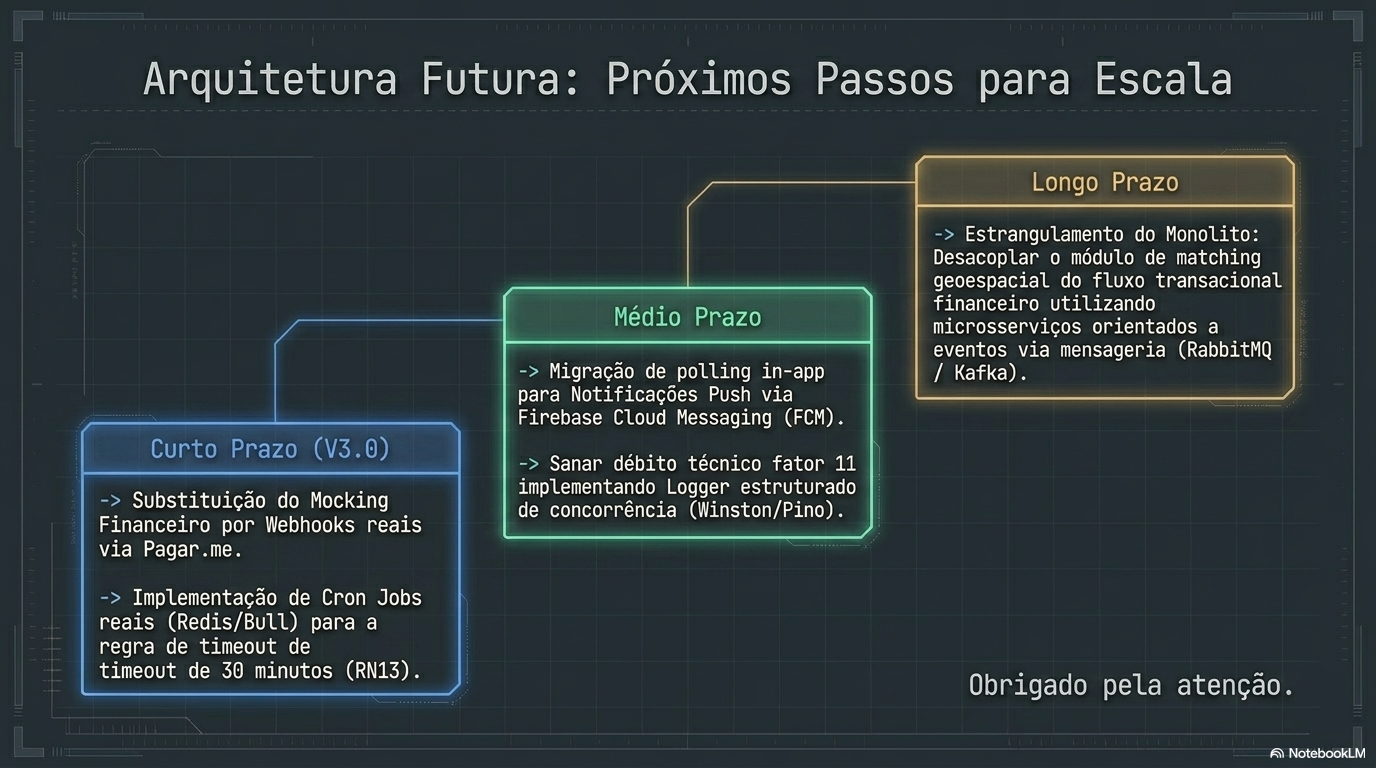 Arquitetura Futura: Próximos Passos para Escala
Curto Prazo (V3.0)
-> Substituição do Mocking
Financeiro por Webhooks reais
via Pagar.me.
-> Implementação de Cron Jobs
reais (Redis/Bull) para a
regra de timeout de
timeout de 30 minutos (RN13).
Médio Prazo
-> Migração de polling in-app
para Notificações Push via
Firebase Cloud Messaging (FCM).
-> Sanar débito técnico fator 11
implementando Logger estruturado
de concorrência (Winston/Pino).
Longo Prazo
-> Estrangulamento do Monolito:
Desacoplar o módulo de matching
geoespacial do fluxo transacional
financeiro utilizando
microsserviços orientados a
eventos via mensageria (RabbitMQ
/ Kafka).
Obrigado pela atenção.
NotebookLM